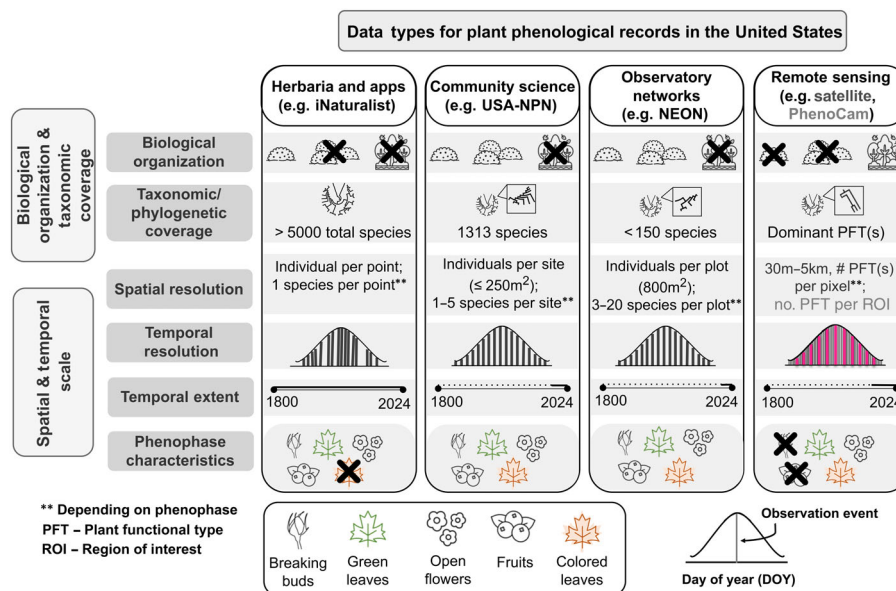 Data types for plant phenological records in the United States
Herbaria and apps
(e.g. iNaturalist)
Community science
(e.g. USA-NPN)
Observatory
networks
(e.g. NEON)
Remote sensing
(e.g. satellite,
PhenoCam)
Biological
organization &
taxonomic
coverage
Biological
organization
Taxonomic/
phylogenetic
coverage
> 5000 total species
1313 species
<150 species
Dominant PFT(s)
Spatial & temporal
scale
Spatial resolution
Individual per point;
1 species per point**
Individuals per site
(≤ 250m²);
1–5 species per site**
Individuals per plot
(800m²);
3–20 species per plot**
30m–5km, # PFT(s)
per pixel**;
no. PFT per ROI
Temporal
resolution
Temporal extent
1800 2024
1800 2024
1800 2024
1800 2024
Phenophase
characteristics
** Depending on phenophase
PFT – Plant functional type
ROI – Region of interest
Breaking
buds
Green
leaves
Open
flowers
Fruits
Colored
leaves
Observation event
Day of year (DOY)